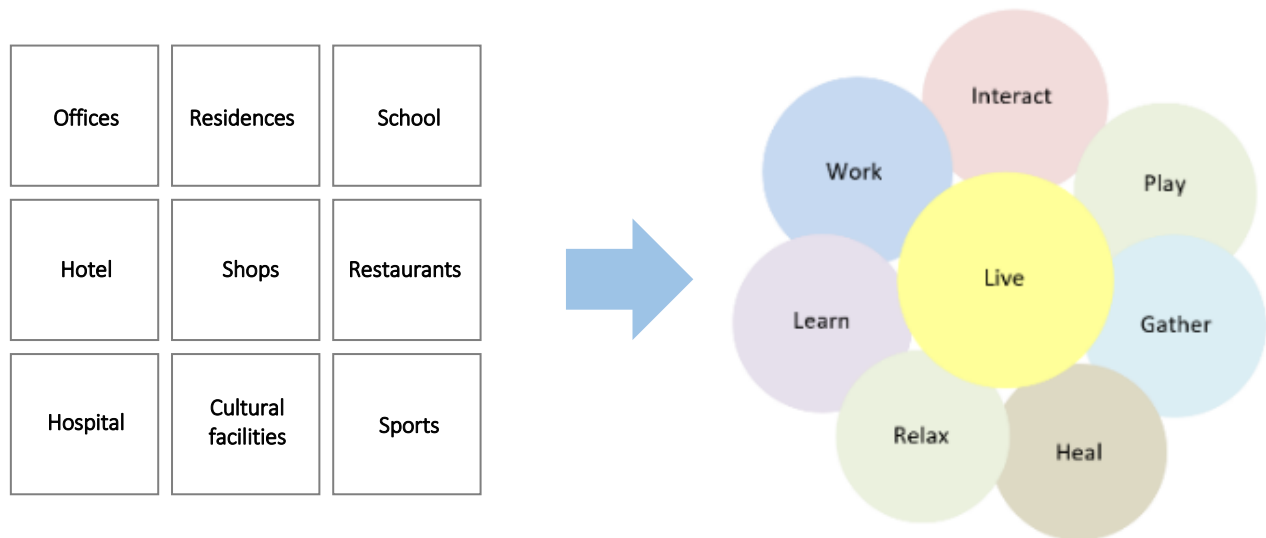 Offices
Residences
School
Hotel
Shops
Restaurants
Hospital
Cultural
facilities
Sports
Interact
Work
Play
Live
Learn
Gather
Relax
Heal